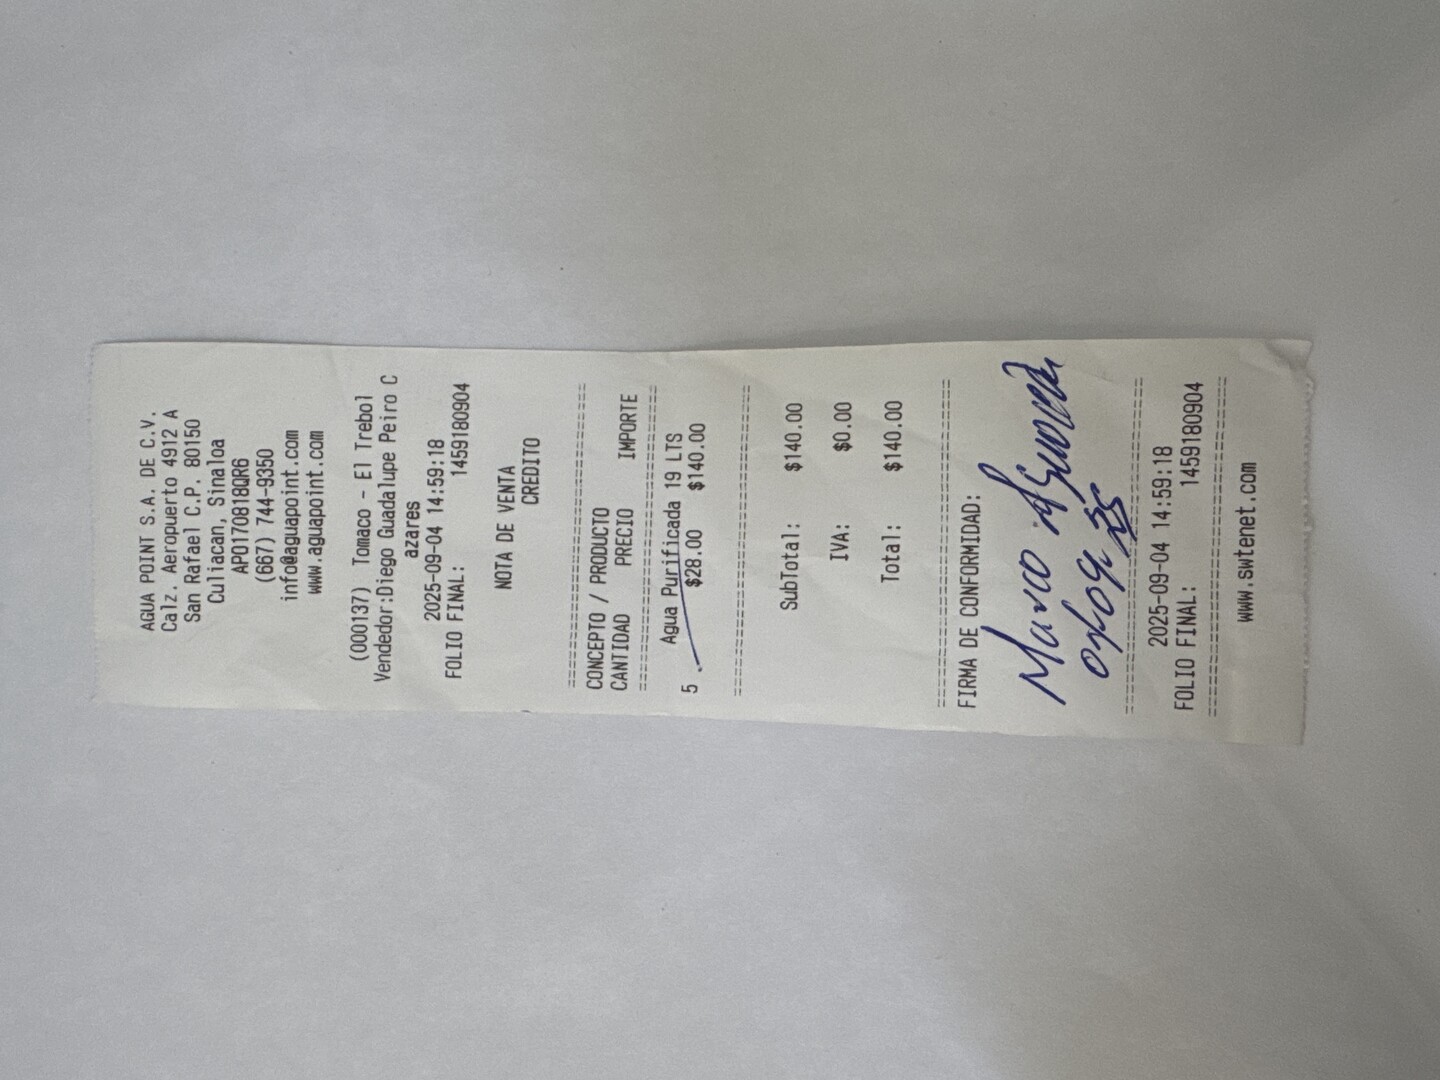 AGUA POINT S.A. DE C.V.
Calz. Aeropuerto 4912 A
San Rafael C.P. 80150
Culiacan, Sinaloa
APO170818QR6
(667) 744-9350
info@aguapoint.com
www.aguapoint.com
(000137) Tomaco - El Trebol
Vendedor:Diego Guadalupe Peiro C
azares
2025-09-04 14:59:18
FOLIO FINAL: 1459180904
NOTA DE VENTA
CREDITO
================================
CONCEPTO / PRODUCTO
CANTIDAD PRECIO IMPORTE
================================
Agua Purificada 19 LTS
5 $28.00 $140.00
================================
SubTotal: $140.00
IVA: $0.00
Total: $140.00
================================
FIRMA DE CONFORMIDAD:
Marco
================================
2025-09-04 14:59:18
FOLIO FINAL: 1459180904
================================
www.swtenet.com